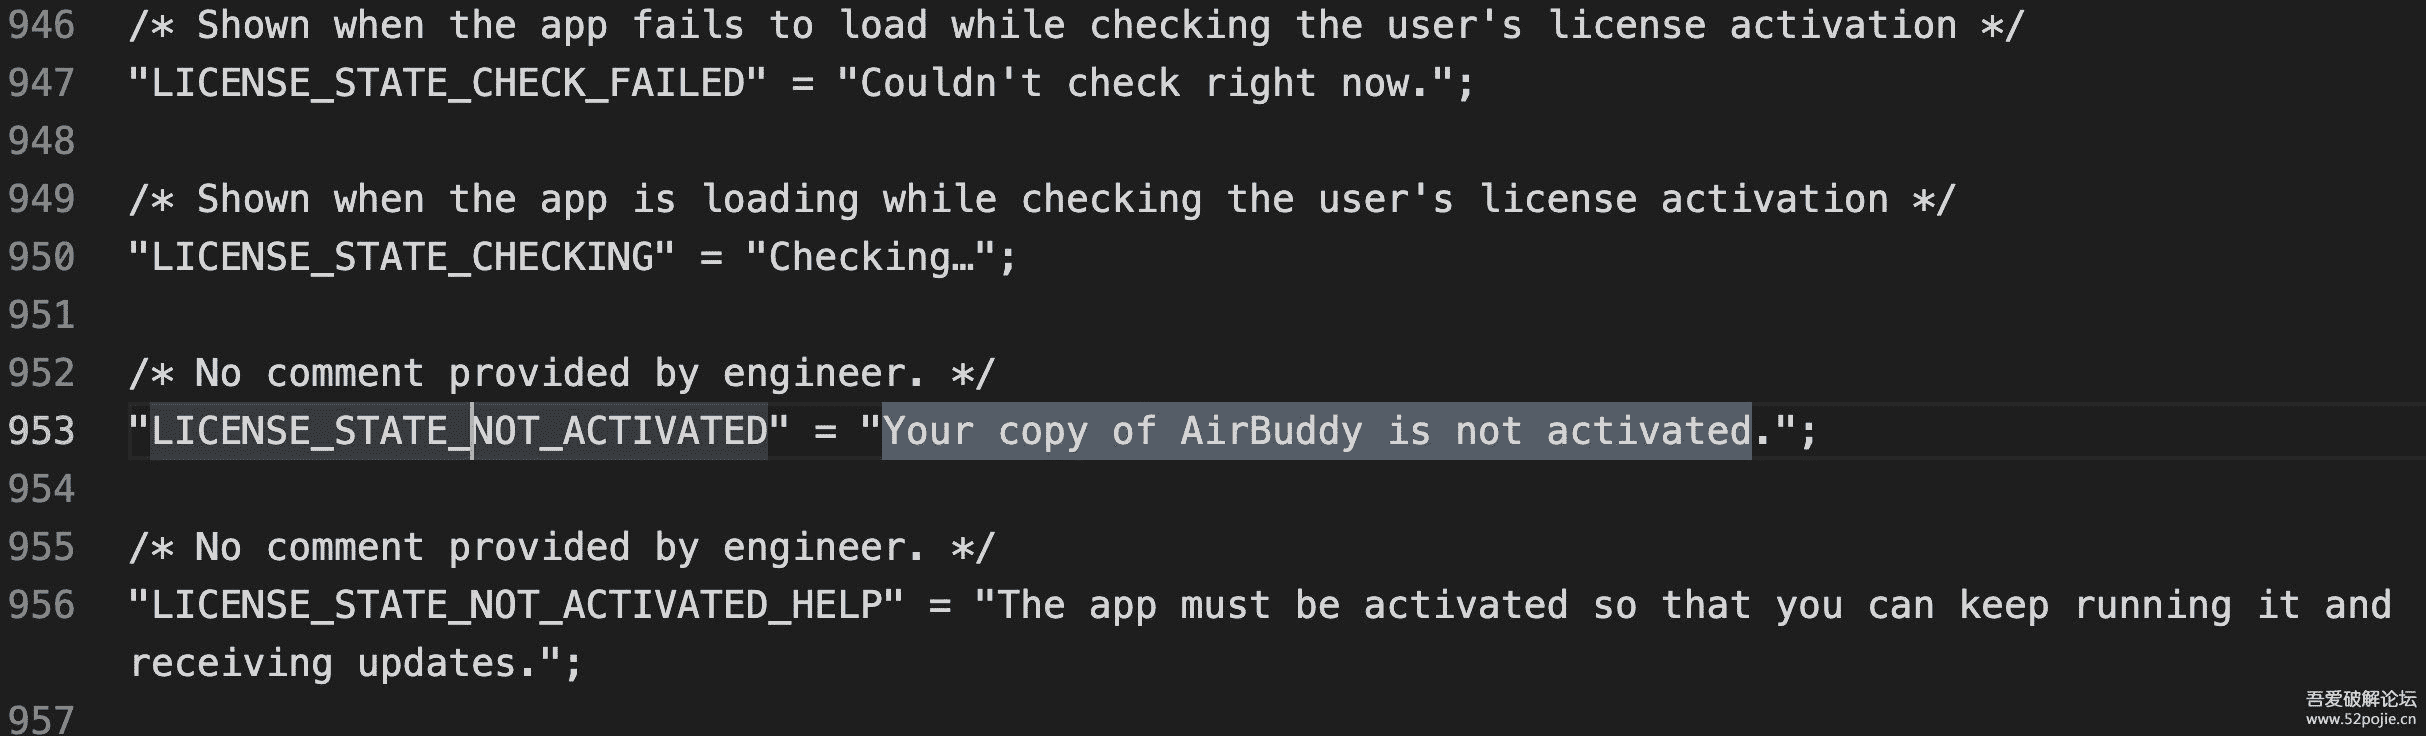 946 /* Shown when the app fails to load while checking the user's license activation */
947 "LICENSE_STATE_CHECK_FAILED" = "Couldn't check right now.";
948
949 /* Shown when the app is loading while checking the user's license activation */
950 "LICENSE_STATE_CHECKING" = "Checking…";
951
952 /* No comment provided by engineer. */
953 "LICENSE_STATE_NOT_ACTIVATED" = "Your copy of AirBuddy is not activated.";
954
955 /* No comment provided by engineer. */
956 "LICENSE_STATE_NOT_ACTIVATED_HELP" = "The app must be activated so that you can keep running it and
receiving updates.";
957
吾爱破解论坛
www.52pojie.cn